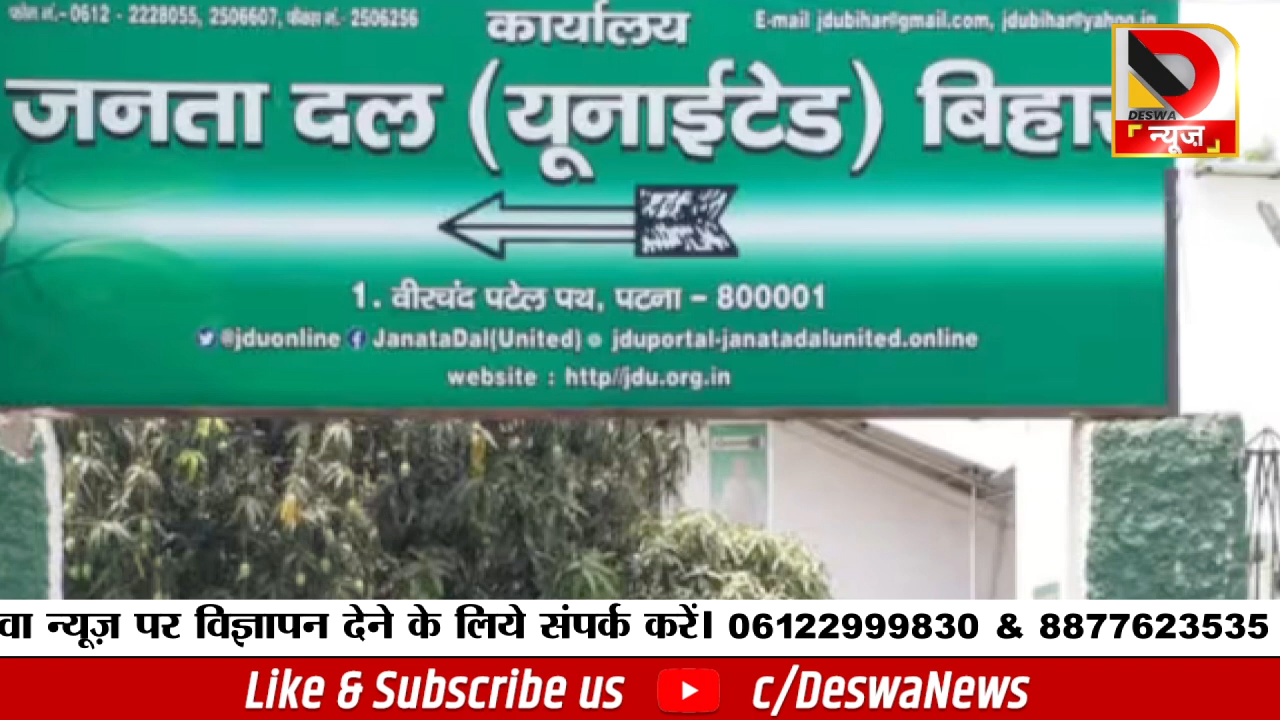 फोन नं.- 0612 - 2228055, 2506607, फैक्स नं.- 2506256
E-mail jdubihar@gmail.com, jdubihar@yahoo.in
कार्यालय
जनता दल (यूनाईटेड) बिहार
DESWA
न्यूज़
1. वीरचंद पटेल पथ, पटना - 800001
@jduonline JanataDal(United) jduportal-janatadalunited.online
website : http//jdu.org.in
वा न्यूज़ पर विज्ञापन देने के लिये संपर्क करें। 06122999830 & 8877623535
Like & Subscribe us c/DeswaNews